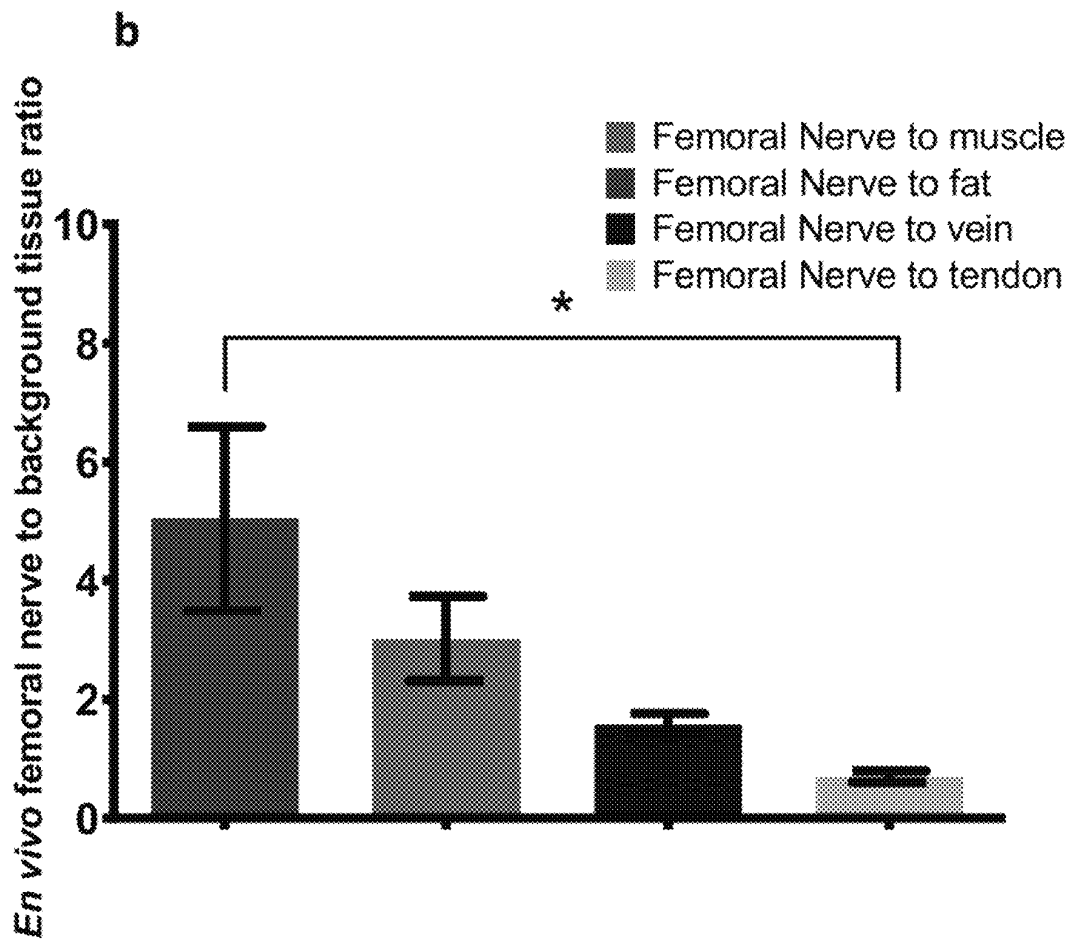 b
En vivo femoral nerve to background tissue ratio
Femoral Nerve to muscle
Femoral Nerve to fat
Femoral Nerve to vein
Femoral Nerve to tendon
10
*
8
6
4
2
0